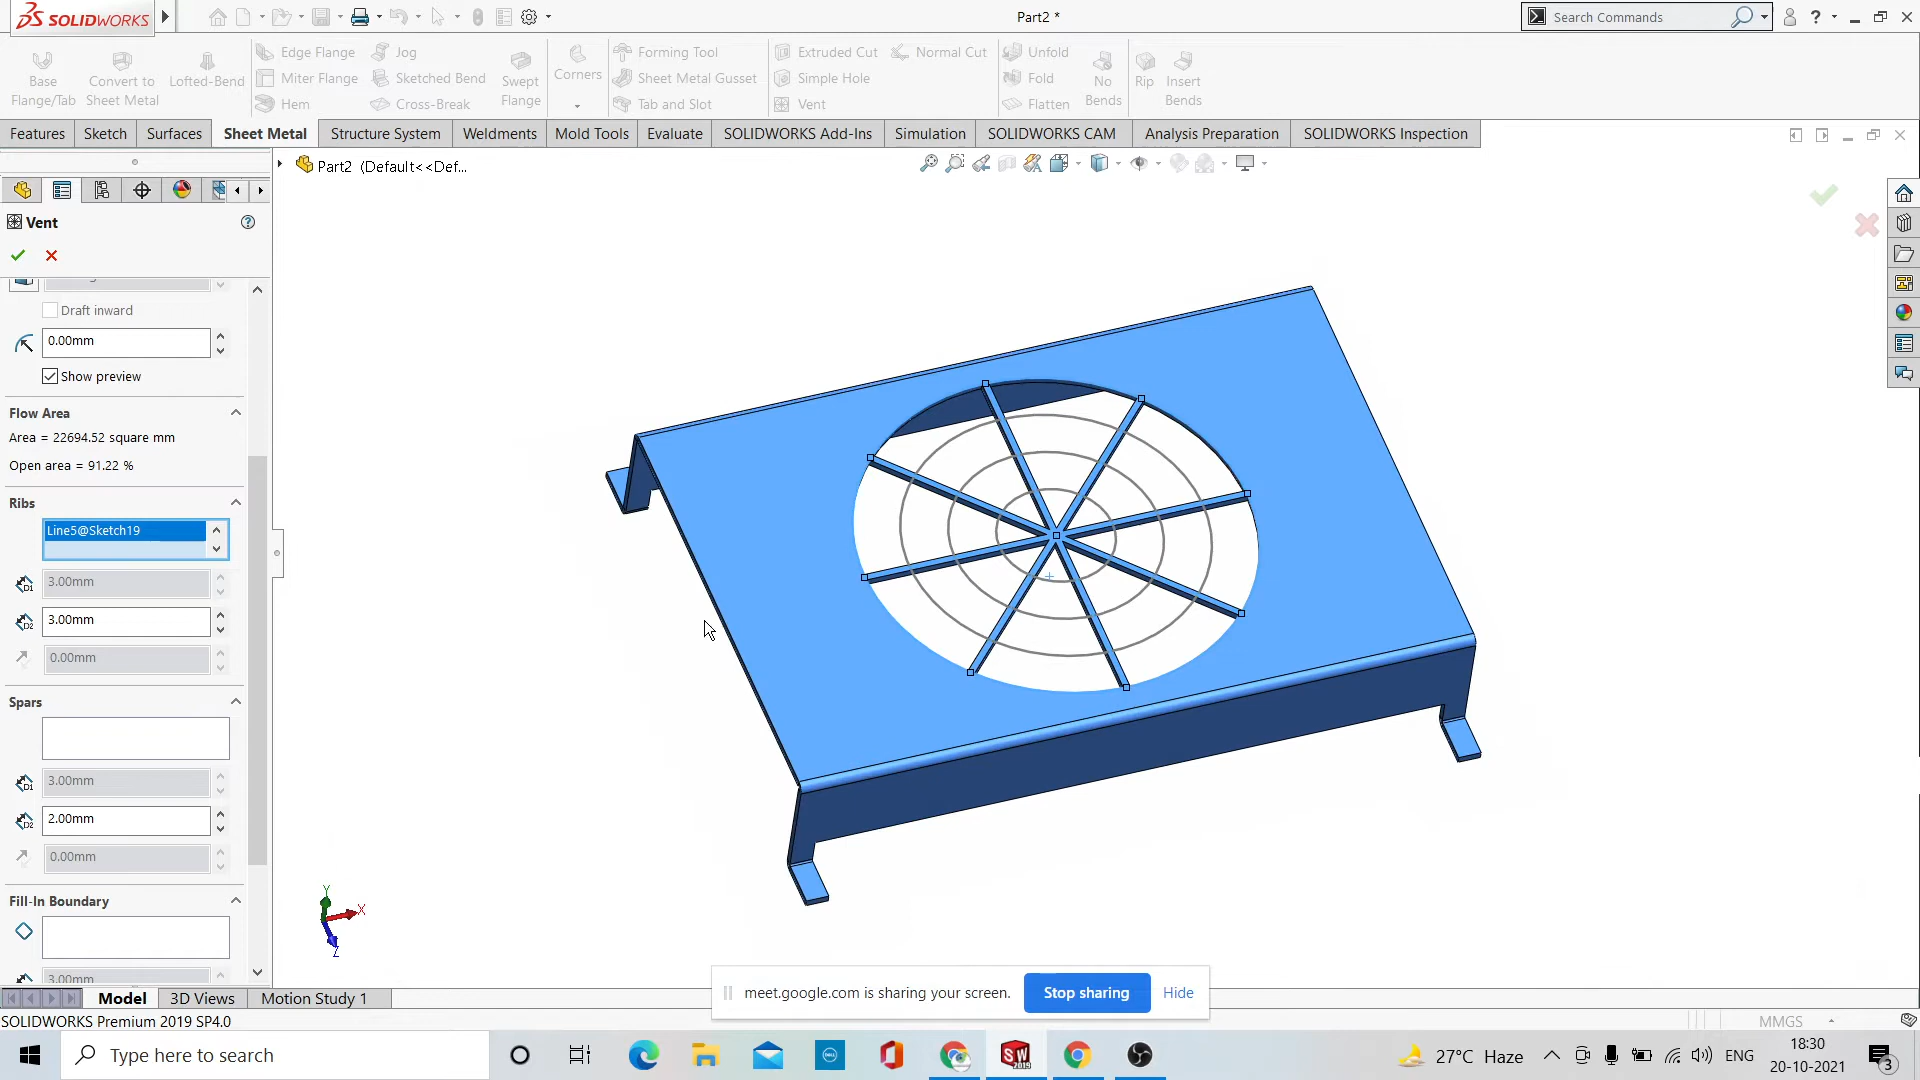 SOLIDWORKS
Part2 *
Search Commands
Base Flange/Tab
Convert to Sheet Metal
Lofted-Bend
Edge Flange
Miter Flange
Hem
Jog
Sketched Bend
Cross-Break
Swept Flange
Corners
Forming Tool
Sheet Metal Gusset
Tab and Slot
Extruded Cut
Simple Hole
Vent
Normal Cut
Unfold
Fold
Flatten
No Bends
Rip
Insert Bends
Features
Sketch
Surfaces
Sheet Metal
Structure System
Weldments
Mold Tools
Evaluate
SOLIDWORKS Add-Ins
Simulation
SOLIDWORKS CAM
Analysis Preparation
SOLIDWORKS Inspection
Part2 (Default<<Def...
Vent
Draft inward
0.00mm
Show preview
Flow Area
Area = 22694.52 square mm
Open area = 91.22 %
Ribs
Line5@Sketch19
3.00mm
3.00mm
0.00mm
Spars
3.00mm
2.00mm
0.00mm
Fill-In Boundary
3.00mm
Y
X
Z
meet.google.com is sharing your screen.
Stop sharing
Hide
Model
3D Views
Motion Study 1
SOLIDWORKS Premium 2019 SP4.0
MMGS
Type here to search
27°C Haze
ENG
18:30
20-10-2021
3